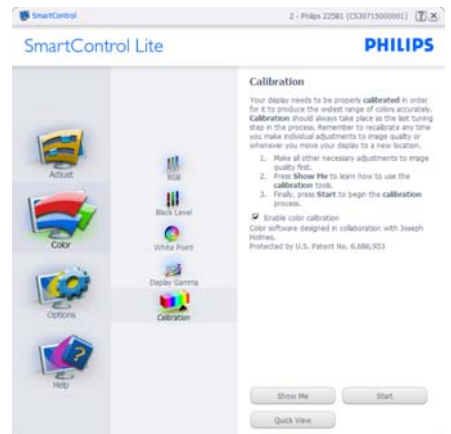 SmartControl
2 - Philips 225B1 (CS30715000001)
SmartControl Lite
PHILIPS
Adjust
Color
Options
Help
RGB
Black Level
White Point
Display Gamma
Calibration
Calibration
Your display needs to be properly calibrated in order
for it to produce the widest range of colors accurately.
Calibration should always take place as the last tuning
step in the process. Remember to recalibrate any time
you make individual adjustments to image quality or
whenever you move your display to a new location.
1. Make all other necessary adjustments to image
quality first.
2. Press Show Me to learn how to use the
calibration tools.
3. Finally, press Start to begin the calibration
process.
Enable color calibration
Color software designed in collaboration with Joseph
Holmes.
Protected by U.S. Patent No. 6,686,953
Show Me
Start
Quick View